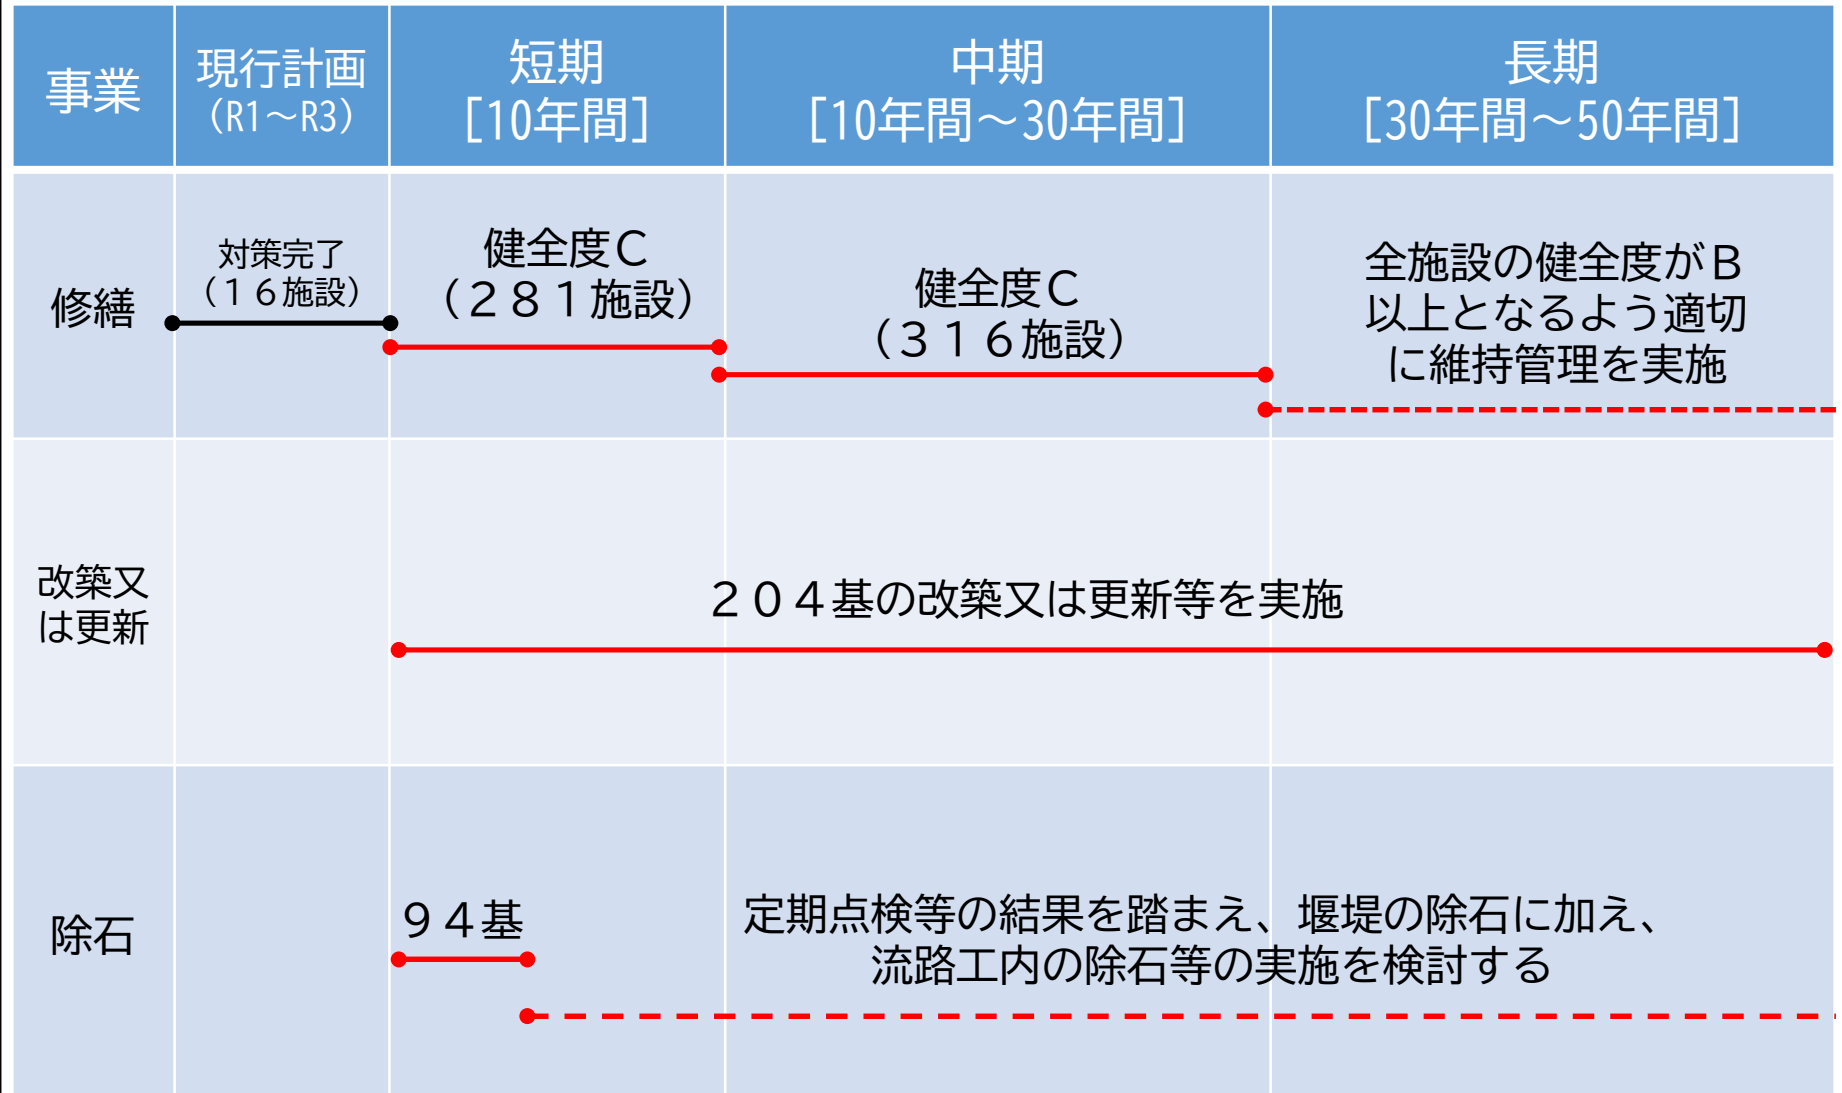 事業
現行計画
（R1～R3）
短期
［10年間］
中期
［10年間～30年間］
長期
［30年間～50年間］
修繕
対策完了
（１６施設）
健全度Ｃ
（２８１施設）
健全度Ｃ
（３１６施設）
全施設の健全度がＢ
以上となるよう適切
に維持管理を実施
改築又
は更新
２０４基の改築又は更新等を実施
除石
９４基
定期点検等の結果を踏まえ、堰堤の除石に加え、
流路工内の除石等の実施を検討する